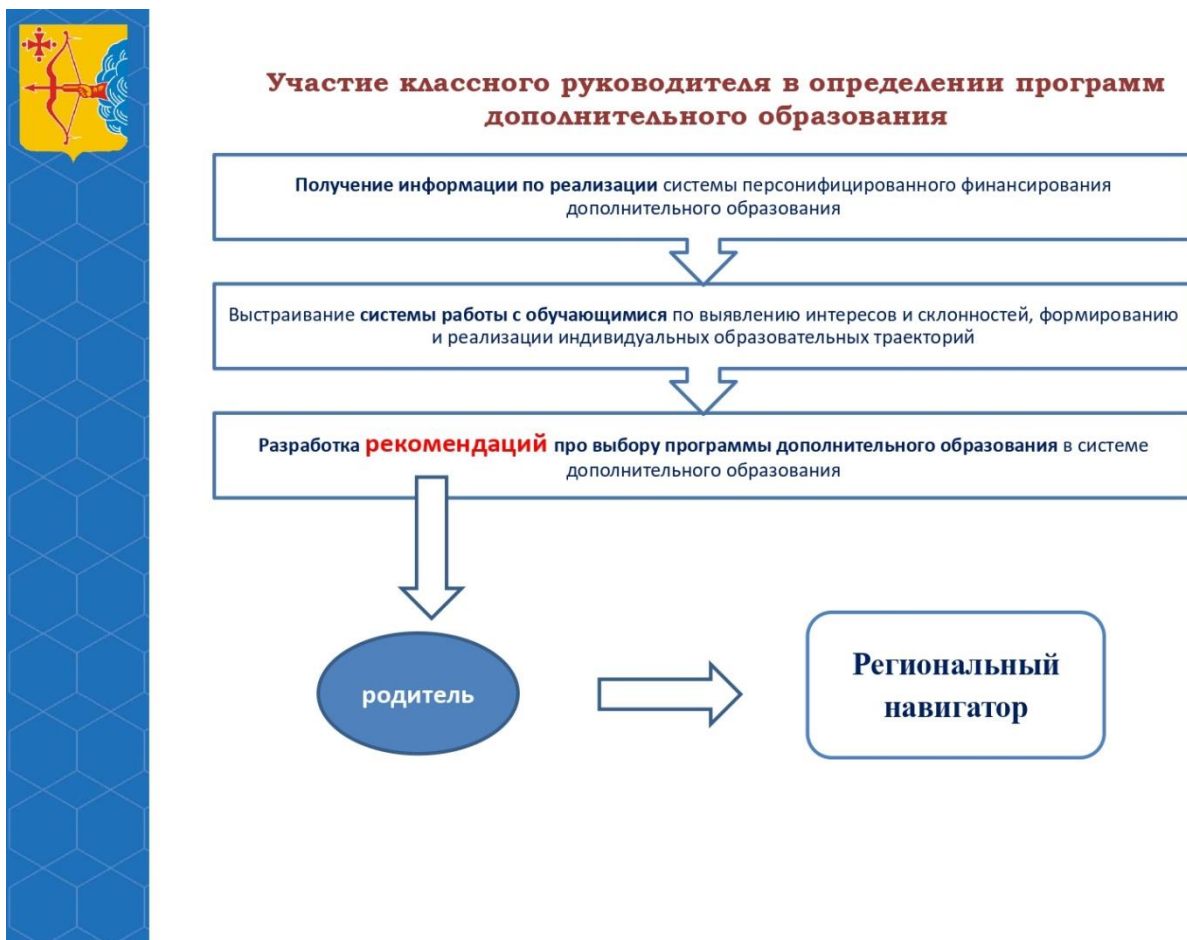 Участие классного руководителя в определении программ
дополнительного образования
Получение информации по реализации системы персонифицированного финансирования
дополнительного образования
Выстраивание системы работы с обучающимися по выявлению интересов и склонностей, формированию
и реализации индивидуальных образовательных траекторий
Разработка рекомендаций про выбору программы дополнительного образования в системе
дополнительного образования
родитель
Региональный
навигатор